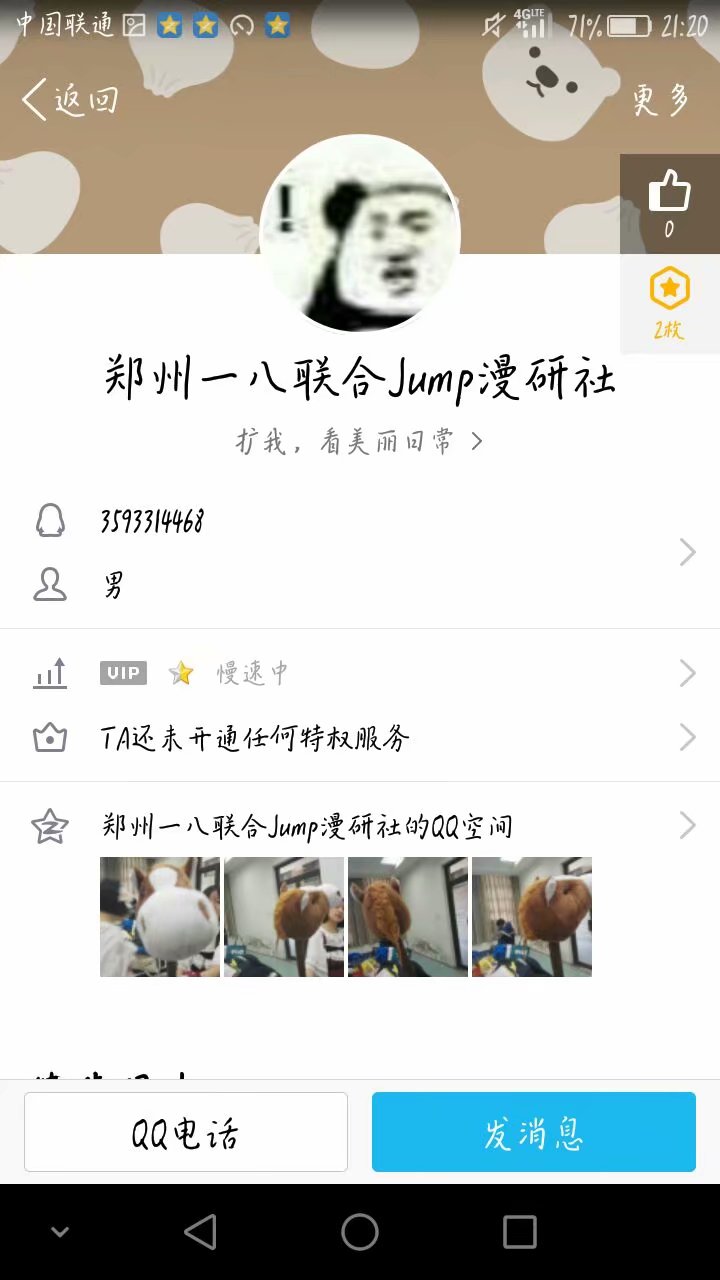 中国联通 4GLTE 71% 21:20
返回 更多
!
0
2枚
郑州一八联合Jump漫研社
扩我，看美丽日常
3593314468
男
VIP 慢速中
TA还未开通任何特权服务
郑州一八联合Jump漫研社的QQ空间
QQ电话 发消息